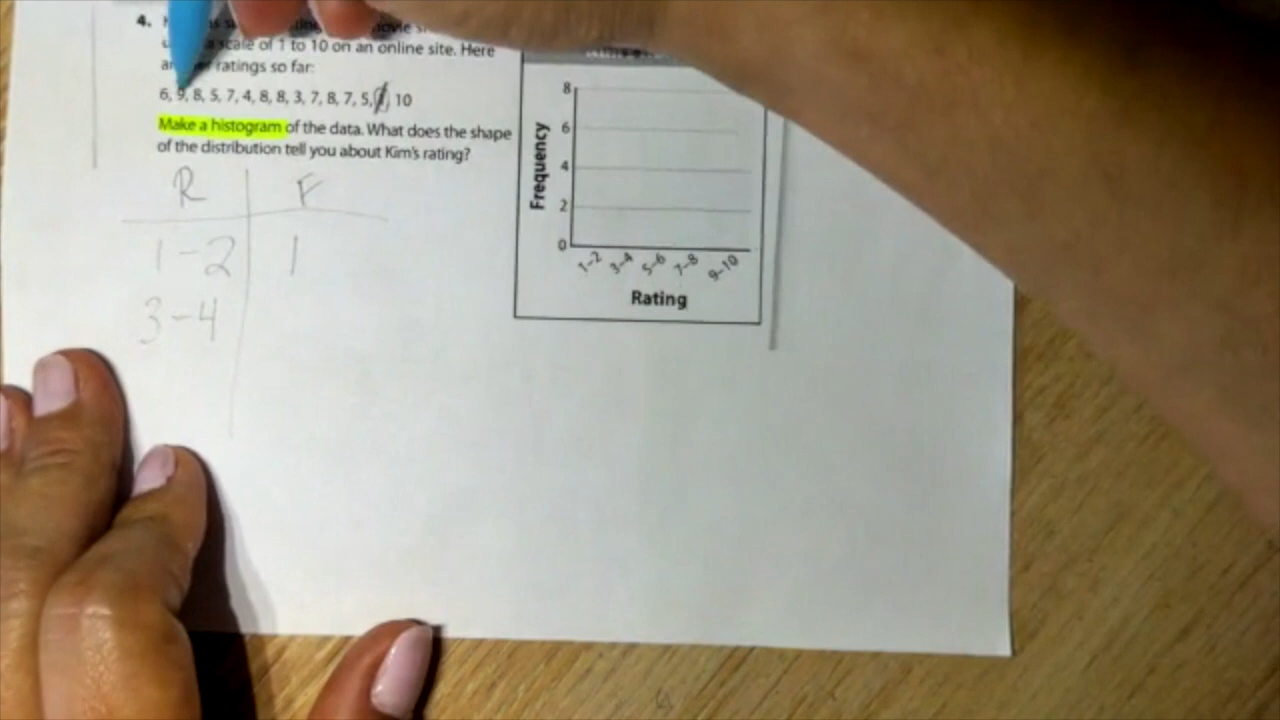 4.
a scale of 1 to 10 on an online site. Here
ratings so far:
6, 9, 8, 5, 7, 4, 8, 8, 3, 7, 8, 7, 5, 10
Make a histogram of the data. What does the shape
of the distribution tell you about Kim's rating?
R F
1-2 1
3-4
Frequency
8
6
4
2
0
1-2 3-4 5-6 7-8 9-10
Rating